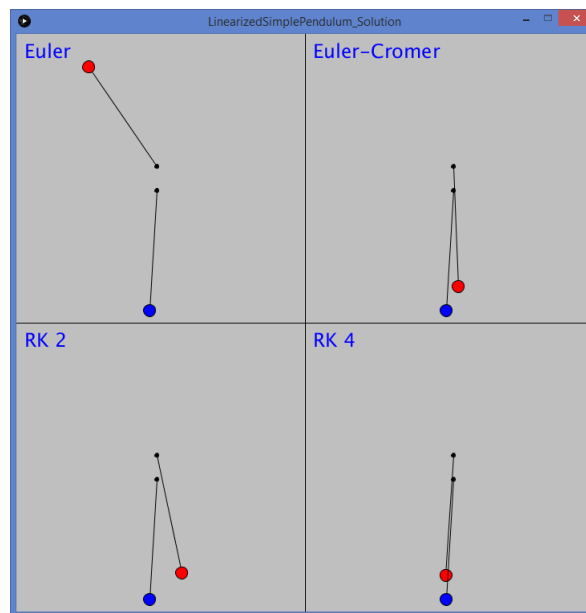 LinearizedSimplePendulum_Solution
Euler
Euler-Cromer
RK 2
RK 4